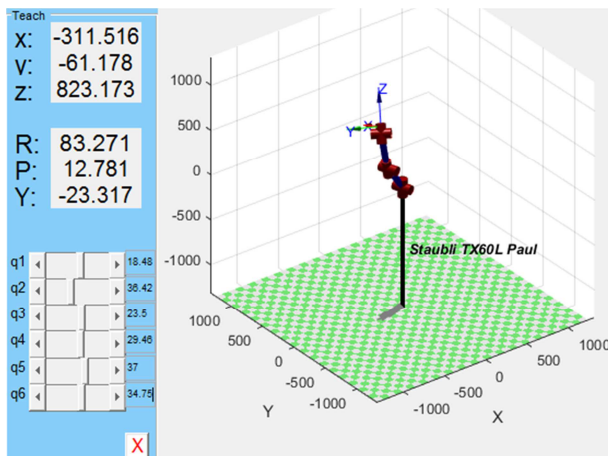 Teach
x: -311.516
y: -61.178
z: 823.173
R: 83.271
P: 12.781
Y: -23.317
q1 18.48
q2 36.42
q3 23.5
q4 29.46
q5 37
q6 34.75
X
1000
500
0
-500
-1000
Z
Y X
Staubli TX60L Paul
1000
500
0
-500
-1000
Y
-1000
-500
0
500
1000
X